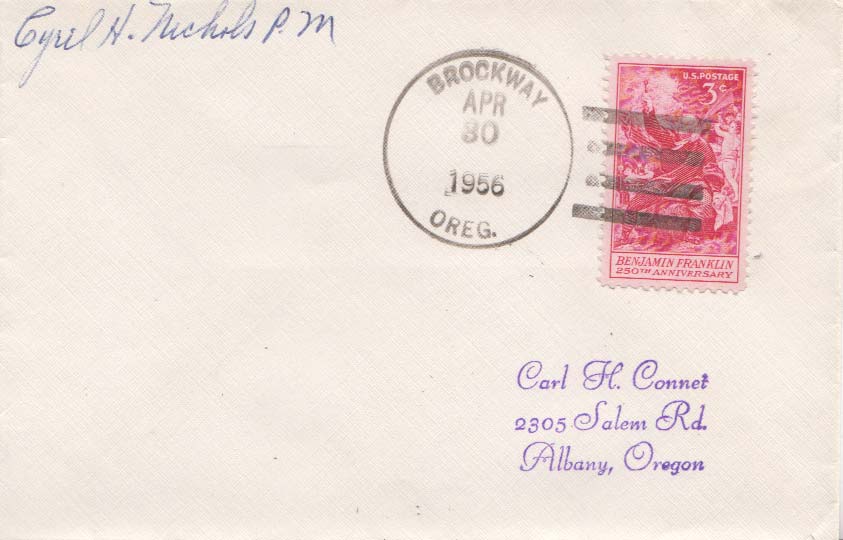 Cyril H. Nichols P.M
BROCKWAY
APR
30
1956
OREG.
U.S. POSTAGE
3¢
BENJAMIN FRANKLIN
250TH ANNIVERSARY
Carl H. Connet
2305 Salem Rd.
Albany, Oregon